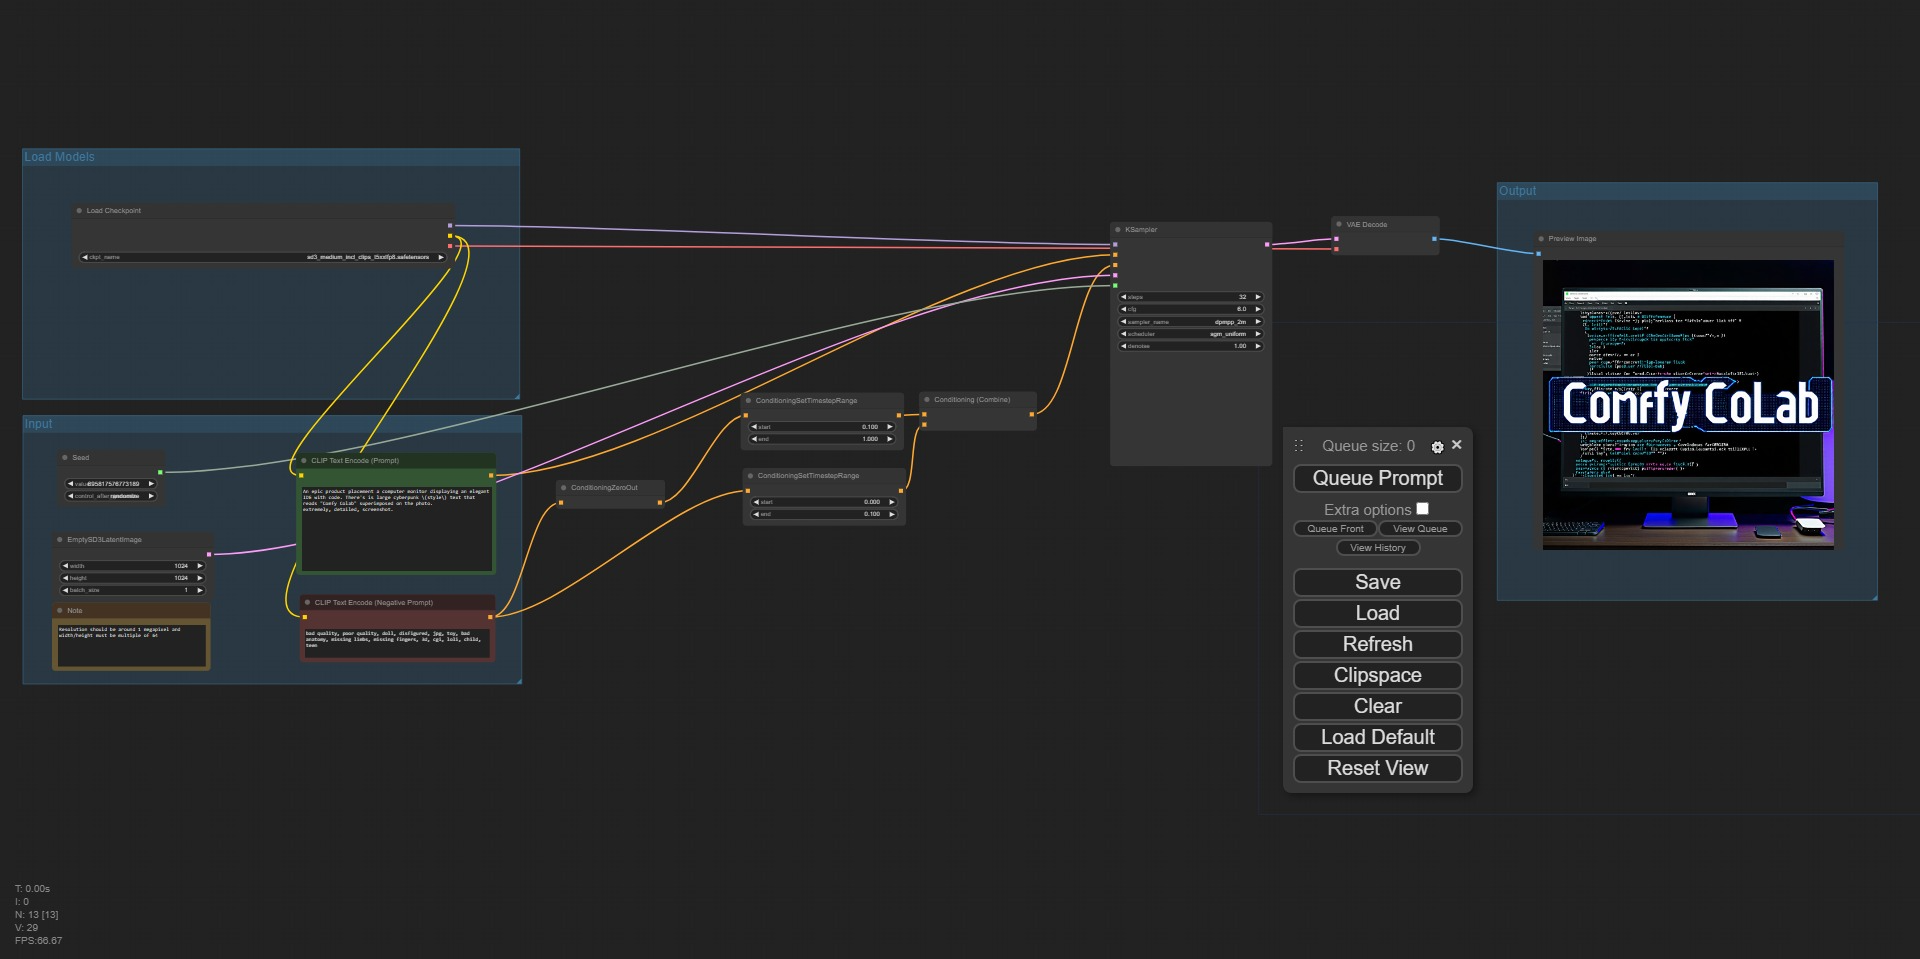 Load Models
Load Checkpoint
ckpt_name sd3_medium_incl_clips_t5xxlfp8.safetensors
Input
Seed
value 695817576773189
control_after randomize
EmptySD3LatentImage
width 1024
height 1024
batch_size 1
Note
Resolution should be around 1 megapixel and
width/height must be multiple of 64
CLIP Text Encode (Prompt)
An epic product placement a computer monitor displaying an elegant
IDE with code. There's is large cyberpunk \(style\) text that
reads "Comfy Colab" superimposed on the photo.
extremely, detailed, screenshot.
CLIP Text Encode (Negative Prompt)
bad quality, poor quality, doll, disfigured, jpg, toy, bad
anatomy, missing limbs, missing fingers, 3d, cgi, loli, child,
teen
ConditioningZeroOut
ConditioningSetTimestepRange
start 0.100
end 1.000
ConditioningSetTimestepRange
start 0.000
end 0.100
Conditioning (Combine)
KSampler
steps 32
cfg 6.0
sampler_name dpmpp_2m
scheduler sgm_uniform
denoise 1.00
VAE Decode
Output
Preview Image
Comffy CoLab
Queue size: 0
Queue Prompt
Extra options
Queue Front View Queue
View History
Save
Load
Refresh
Clipspace
Clear
Load Default
Reset View
T: 0.00s
I: 0
N: 13 [13]
V: 29
FPS:66.67